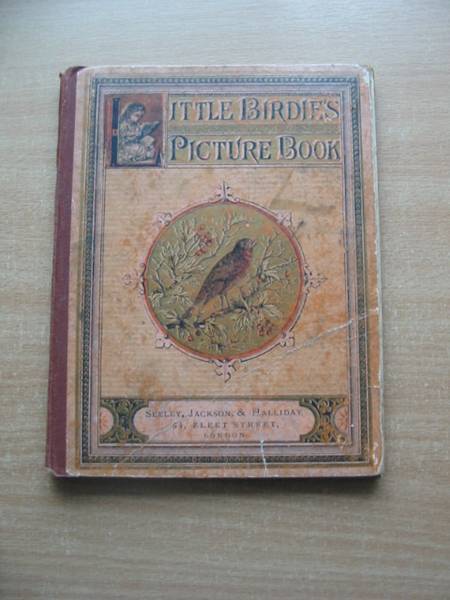 LITTLE BIRDIE'S
PICTURE BOOK
SEELEY, JACKSON, & HALLIDAY,
54, FLEET STREET,
LONDON.